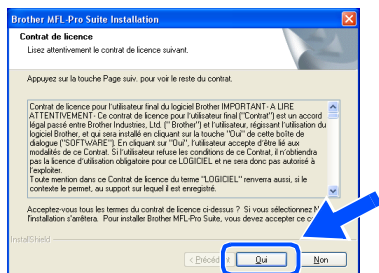 Brother MFL-Pro Suite Installation
Contrat de licence
Lisez attentivement le contrat de licence suivant.
Appuyez sur la touche Page suiv. pour voir le reste du contrat.
Contrat de licence pour l'utilisateur final du logiciel Brother IMPORTANT - A LIRE
ATTENTIVEMENT- Ce contrat de licence pour l'utilisateur final ("Contrat") est un accord
légal passé entre Brother Industries, Ltd. (" Brother") et l'utilisateur, régissant l'utilisation du
logiciel Brother, et qui sera installé en cliquant sur la touche "Oui" de cette boîte de
dialogue ("SOFTWARE"). En cliquant sur "Oui", l'utilisateur accepte d'être lié aux
modalités de ce Contrat. Si l'utilisateur refuse les conditions de ce Contrat, il n'obtiendra
pas la licence d'utilisation obligatoire pour ce LOGICIEL et ne sera donc pas autorisé à
l'exploiter.
Toute mention dans ce Contrat de licence du terme "LOGICIEL" renverra aussi, si le
contexte le permet, au support sur lequel il est enregistré.
Acceptez-vous tous les termes du contrat de licence ci-dessus ? Si vous sélectionnez
l'installation s'arrêtera. Pour installer Brother MFL-Pro Suite, vous devez accepter ce
InstallShield
< Précédent
Oui
Non